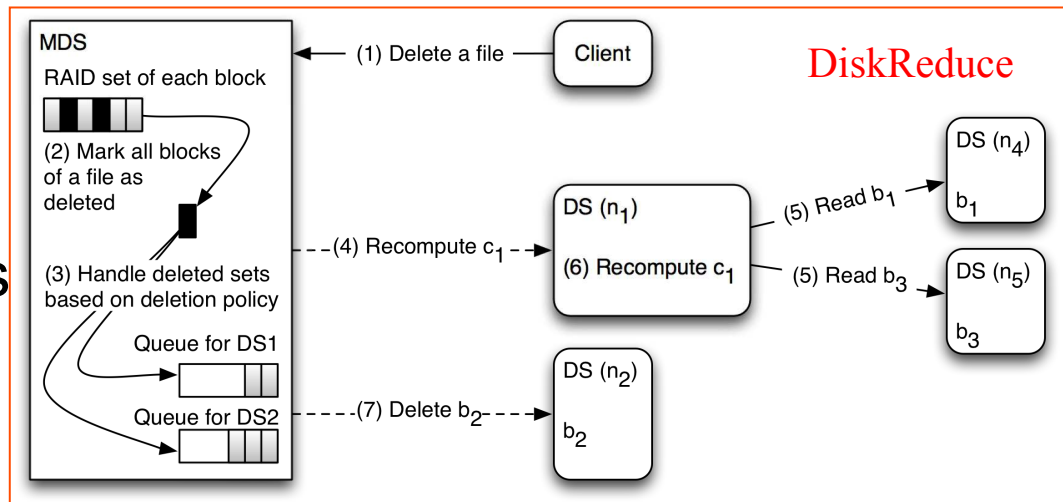 MDS
RAID set of each block
(2) Mark all blocks
of a file as
deleted
(3) Handle deleted sets
based on deletion policy
Queue for DS1
Queue for DS2
(1) Delete a file
Client
DiskReduce
(4) Recompute c1
DS (n1)
(6) Recompute c1
(5) Read b1
(5) Read b3
DS (n4)
b1
DS (n5)
b3
(7) Delete b2
DS (n2)
b2